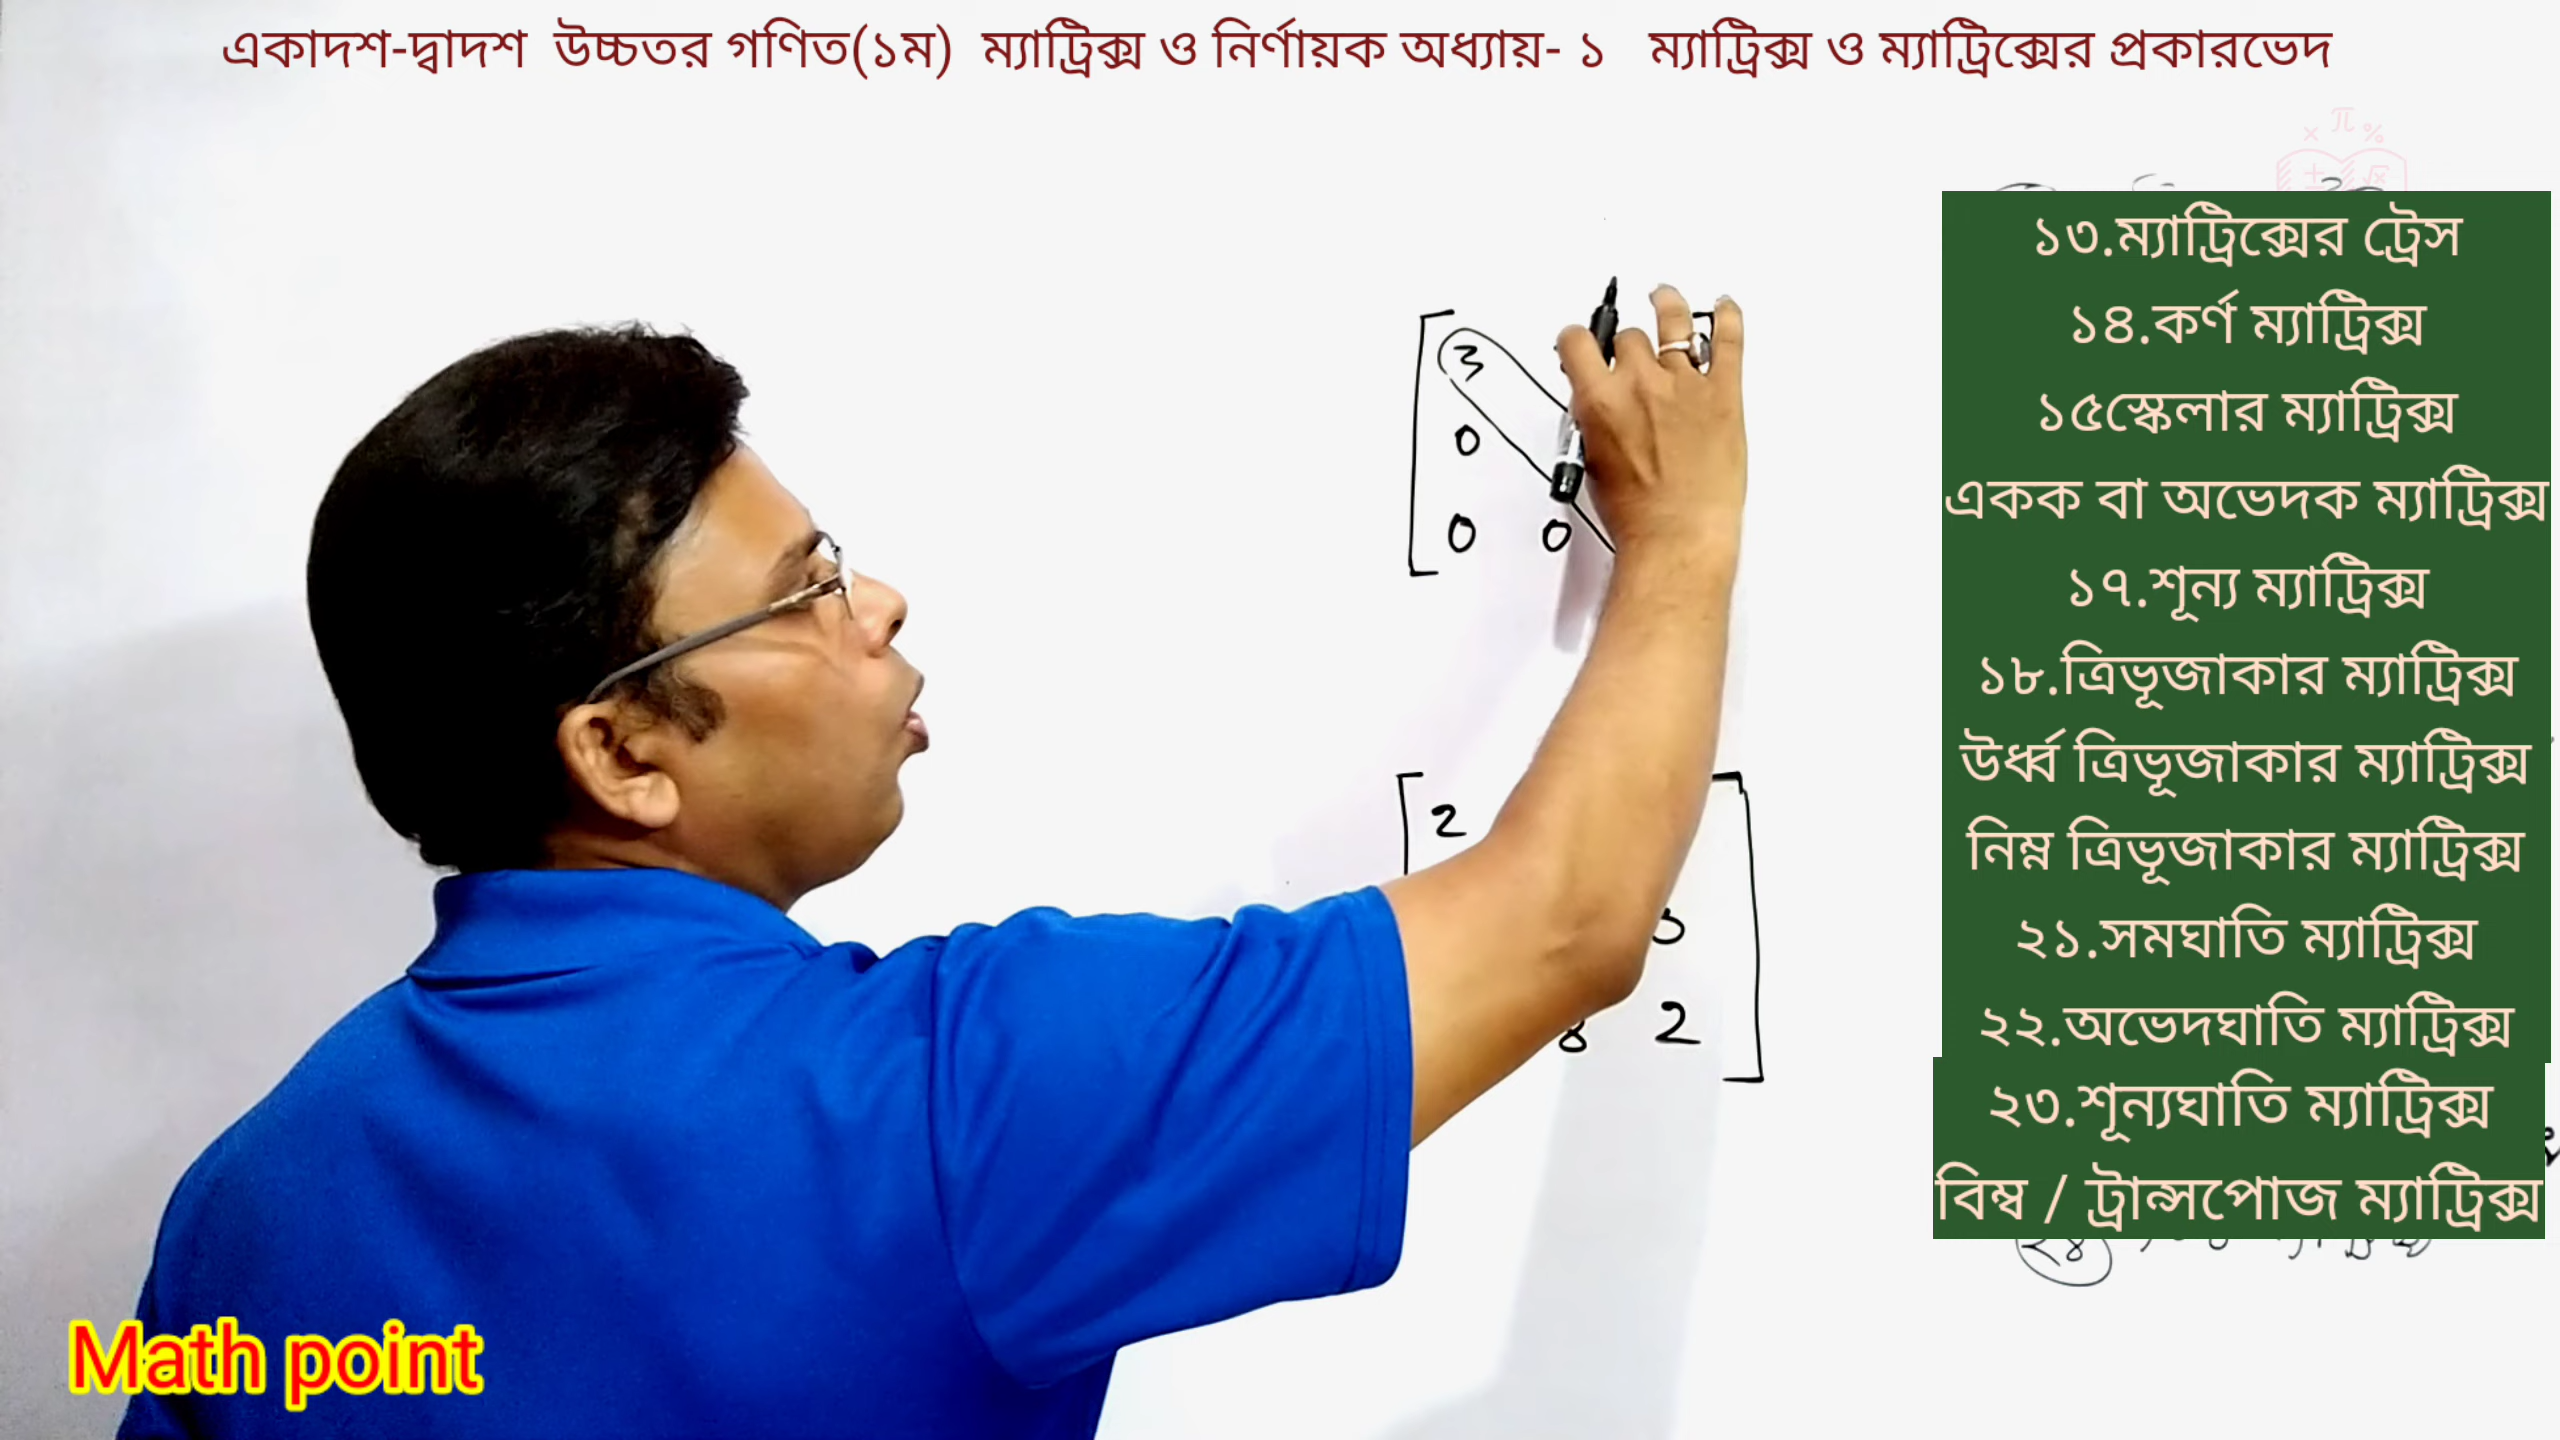 একাদশ-দ্বাদশ উচ্চতর গণিত(১ম) ম্যাট্রিক্স ও নির্ণায়ক অধ্যায়- ১ ম্যাট্রিক্স ও ম্যাট্রিক্সের প্রকারভেদ
π
× %
+ √x
১৩.ম্যাট্রিক্সের ট্রেস
১৪.কর্ণ ম্যাট্রিক্স
১৫স্কেলার ম্যাট্রিক্স
একক বা অভেদক ম্যাট্রিক্স
১৭.শূন্য ম্যাট্রিক্স
১৮.ত্রিভূজাকার ম্যাট্রিক্স
উর্ধ্ব ত্রিভূজাকার ম্যাট্রিক্স
নিম্ন ত্রিভূজাকার ম্যাট্রিক্স
২১.সমঘাতি ম্যাট্রিক্স
২২.অভেদঘাতি ম্যাট্রিক্স
২৩.শূন্যঘাতি ম্যাট্রিক্স
বিম্ব / ট্রান্সপোজ ম্যাট্রিক্স
3
0
0 0
2
2
Math point